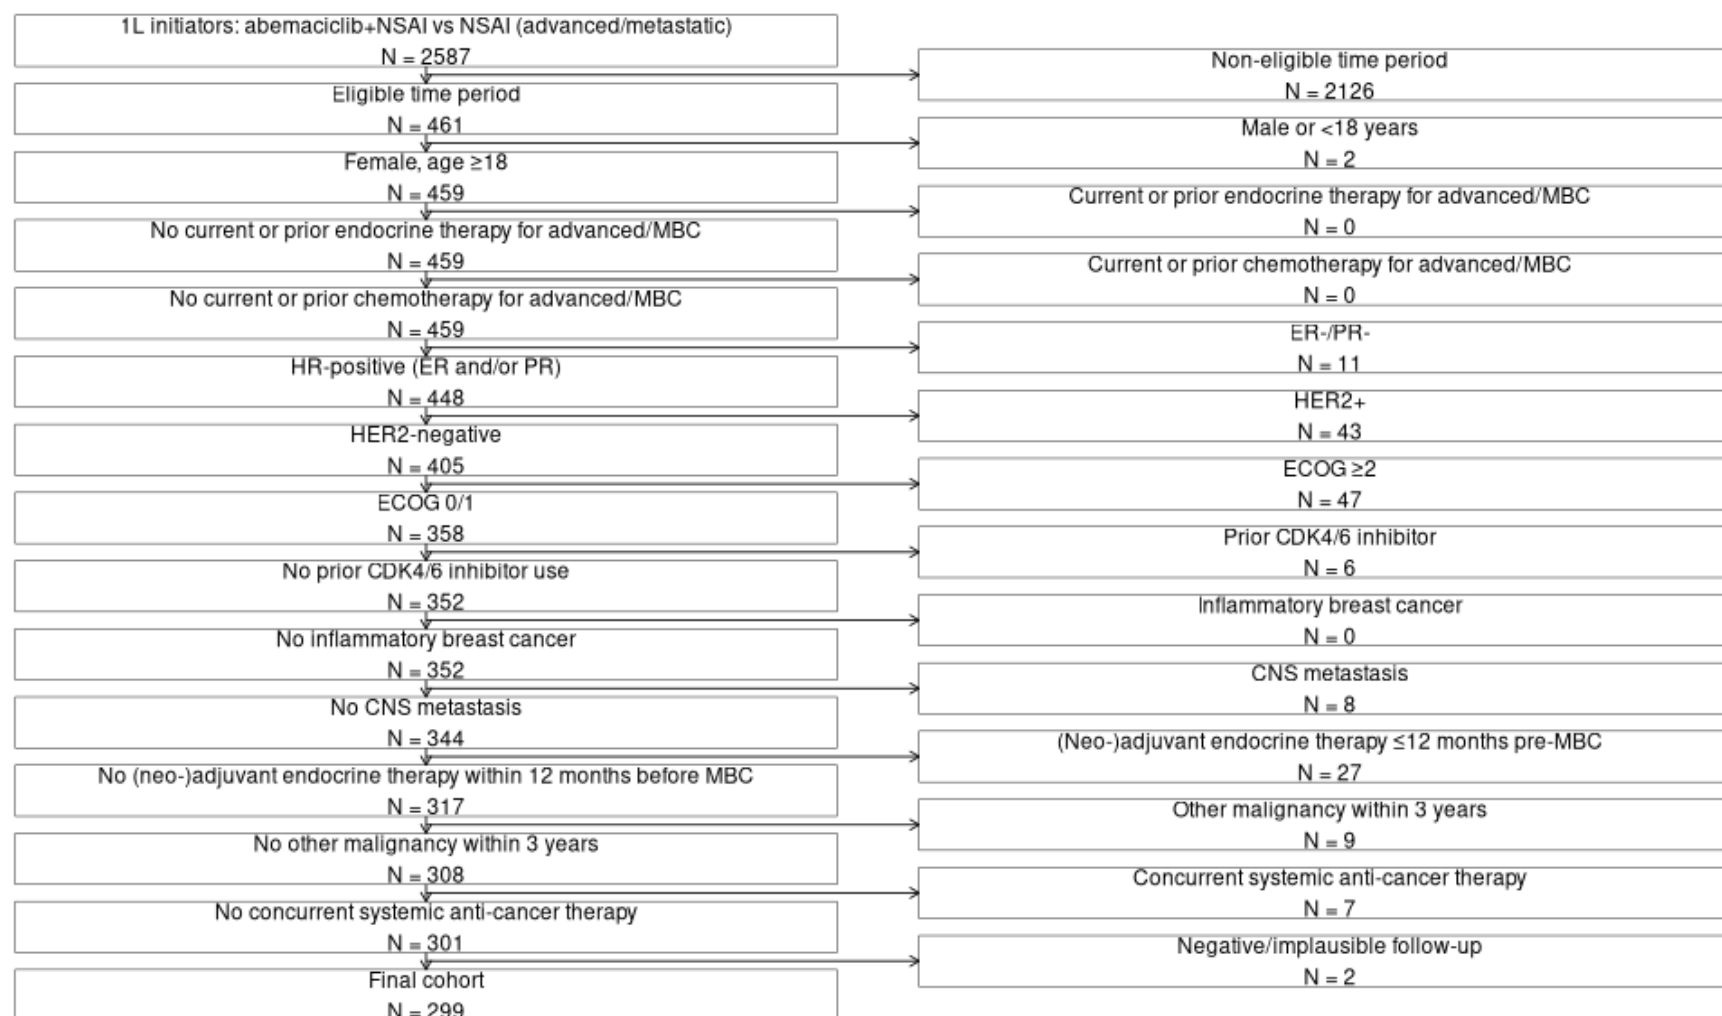 1L initiators: abemaciclib+NSAI vs NSAI (advanced/metastatic)
N = 2587
Non-eligible time period
N = 2126
Eligible time period
N = 461
Male or <18 years
N = 2
Female, age ≥18
N = 459
Current or prior endocrine therapy for advanced/MBC
N = 0
No current or prior endocrine therapy for advanced/MBC
N = 459
Current or prior chemotherapy for advanced/MBC
N = 0
No current or prior chemotherapy for advanced/MBC
N = 459
ER-/PR-
N = 11
HR-positive (ER and/or PR)
N = 448
HER2+
N = 43
HER2-negative
N = 405
ECOG ≥2
N = 47
ECOG 0/1
N = 358
Prior CDK4/6 inhibitor
N = 6
No prior CDK4/6 inhibitor use
N = 352
Inflammatory breast cancer
N = 0
No inflammatory breast cancer
N = 352
CNS metastasis
N = 8
No CNS metastasis
N = 344
(Neo-)adjuvant endocrine therapy ≤12 months pre-MBC
N = 27
No (neo-)adjuvant endocrine therapy within 12 months before MBC
N = 317
Other malignancy within 3 years
N = 9
No other malignancy within 3 years
N = 308
Concurrent systemic anti-cancer therapy
N = 7
No concurrent systemic anti-cancer therapy
N = 301
Negative/implausible follow-up
N = 2
Final cohort
N = 299